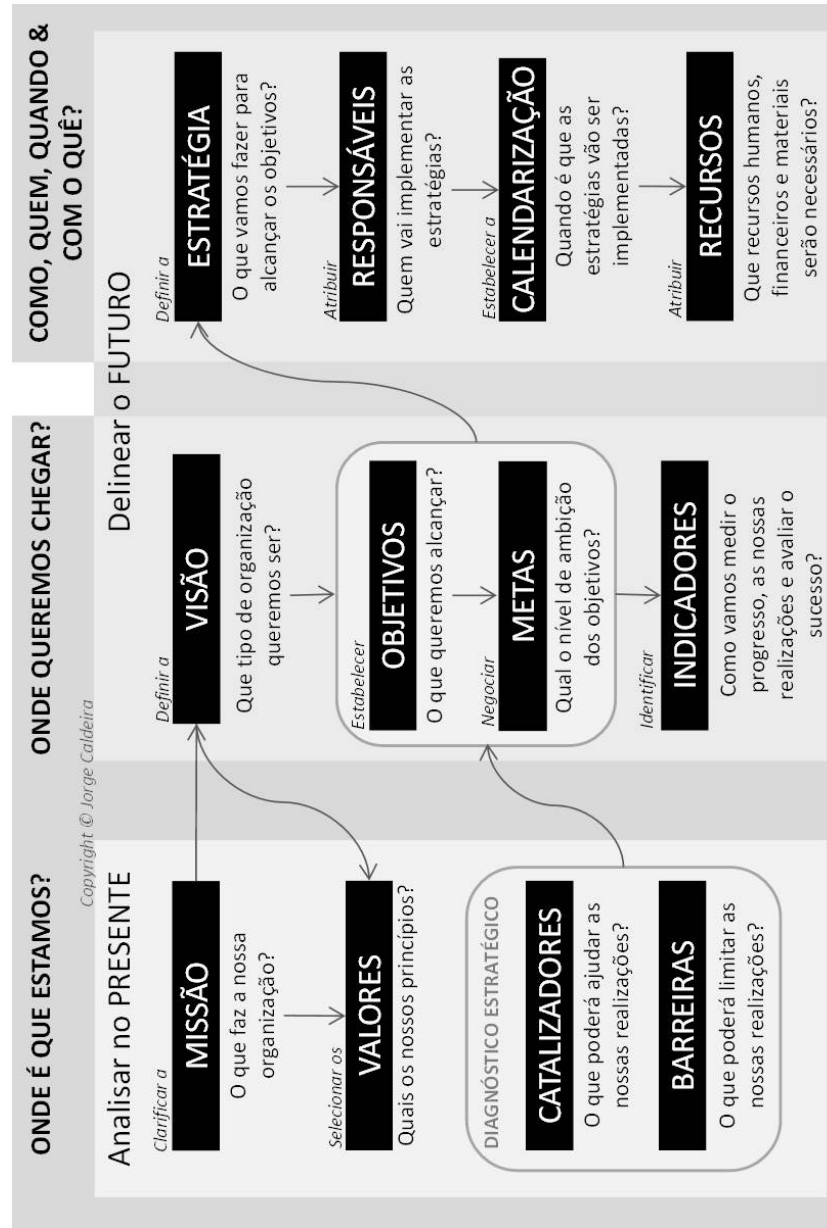 ONDE É QUE ESTAMOS?
Copyright © Jorge Caldeira
Analisar no PRESENTE
Clarificar a
MISSÃO
O que faz a nossa
organização?
Selecionar os
VALORES
Quais os nossos princípios?
DIAGNÓSTICO ESTRATÉGICO
CATALIZADORES
O que poderá ajudar as
nossas realizações?
BARREIRAS
O que poderá limitar as
nossas realizações?
ONDE QUEREMOS CHEGAR?
Delinear o FUTURO
Definir a
VISÃO
Que tipo de organização
queremos ser?
Estabelecer
OBJETIVOS
O que queremos alcançar?
Negociar
METAS
Qual o nível de ambição
dos objetivos?
Identificar
INDICADORES
Como vamos medir o
progresso, as nossas
realizações e avaliar o
sucesso?
COMO, QUEM, QUANDO &
COM O QUÊ?
Definir a
ESTRATÉGIA
O que vamos fazer para
alcançar os objetivos?
Atribuir
RESPONSÁVEIS
Quem vai implementar as
estratégias?
Estabelecer a
CALENDARIZAÇÃO
Quando é que as
estratégias vão ser
implementadas?
Atribuir
RECURSOS
Que recursos humanos,
financeiros e materiais
serão necessários?